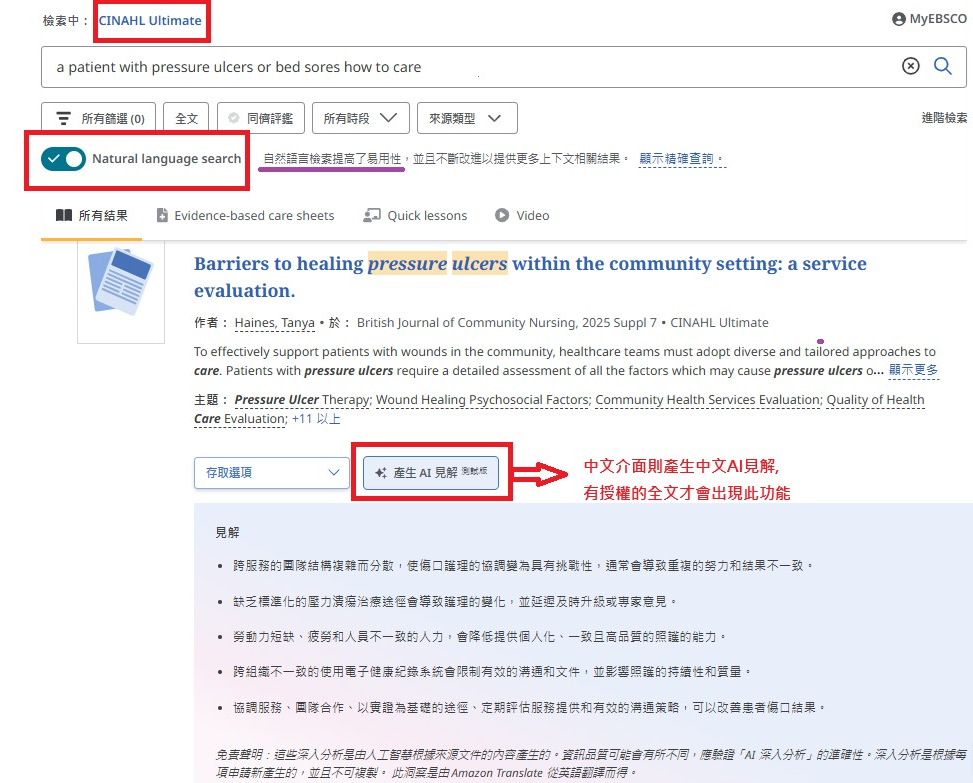 檢索中： CINAHL Ultimate
MyEBSCO
a patient with pressure ulcers or bed sores how to care
所有篩選 (0)
全文
同儕評鑑
所有時段
來源類型
進階檢索
Natural language search
自然語言檢索提高了易用性，並且不斷改進以提供更多上下文相關結果。 顯示精確查詢。
所有結果
Evidence-based care sheets
Quick lessons
Video
Barriers to healing pressure ulcers within the community setting: a service
evaluation.
作者： Haines, Tanya • 於： British Journal of Community Nursing, 2025 Suppl 7 • CINAHL Ultimate
To effectively support patients with wounds in the community, healthcare teams must adopt diverse and tailored approaches to
care. Patients with pressure ulcers require a detailed assessment of all the factors which may cause pressure ulcers o... 顯示更多
主題： Pressure Ulcer Therapy; Wound Healing Psychosocial Factors; Community Health Services Evaluation; Quality of Health
Care Evaluation; +11 以上
存取選項
產生 AI 見解 測試版
中文介面則產生中文AI見解,
有授權的全文才會出現此功能
見解
• 跨服務的團隊結構複雜而分散，使傷口護理的協調變為具有挑戰性，通常會導致重複的努力和結果不一致。
• 缺乏標準化的壓力潰瘍治療途徑會導致護理的變化，並延遲及時升級或專家意見。
• 勞動力短缺、疲勞和人員不一致的人力，會降低提供個人化、一致且高品質的照護的能力。
• 跨組織不一致的使用電子健康紀錄系統會限制有效的溝通和文件，並影響照護的持續性和質量。
• 協調服務、團隊合作、以實證為基礎的途徑、定期評估服務提供和有效的溝通策略，可以改善患者傷口結果。
免責聲明：這些深入分析是由人工智慧根據來源文件的內容產生的。資訊品質可能會有所不同，應驗證「AI 深入分析」的準確性。深入分析是根據每
項申請新產生的，並且不可複製。 此洞察是由 Amazon Translate 從英語翻譯而得。